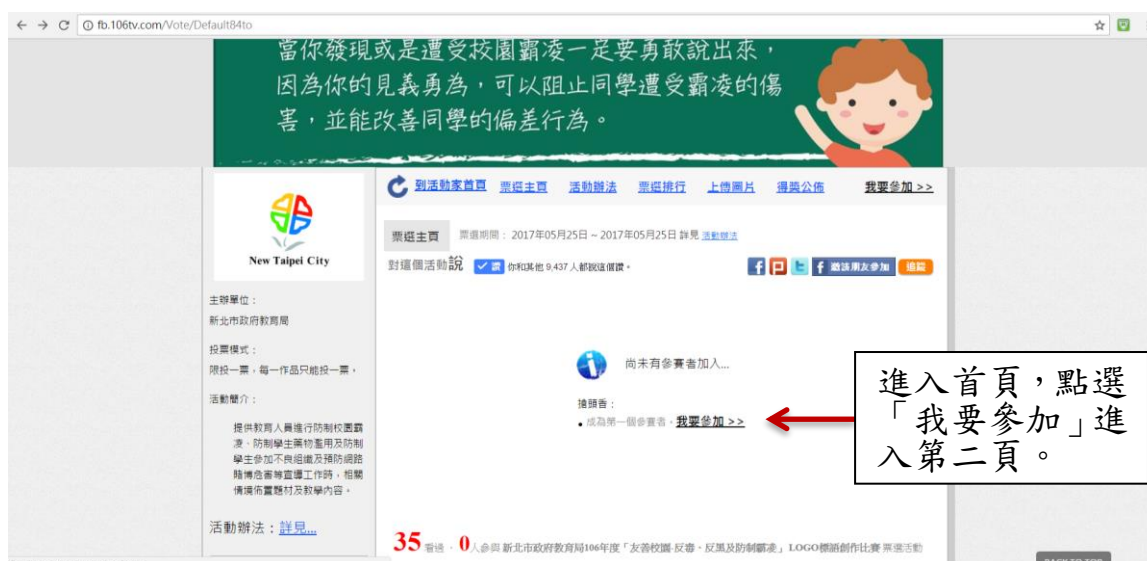 fb.106tv.com/Vote/Default84to
當你發現或是遭受校園霸凌一定要勇敢說出來，
因為你的見義勇為，可以阻止同學遭受霸凌的傷
害，並能改善同學的偏差行為。
New Taipei City
主辦單位：
新北市政府教育局
投票模式：
限投一票，每一作品只能投一票，
活動簡介：
提供教育人員進行防制校園霸
凌、防制學生藥物濫用及防制
學生參加不良組織及預防網路
賭博危害等宣導工作時，相關
情境佈置題材及教學內容。
活動辦法：詳見...
到活動家首頁 票選主頁 活動辦法 票選排行 上傳圖片 得獎公佈 我要參加 >>
票選主頁 票選期間： 2017年05月25日 ~ 2017年05月25日 詳見 活動辦法
對這個活動說 讚 你和其他 9,437 人都說這個讚。 邀該朋友參加 追蹤
尚未有參賽者加入...
搶頭香：
• 成為第一個參賽者，我要參加 >>
進入首頁，點選
「我要參加」進
入第二頁。
35 看過 ‧ 0人參與 新北市政府教育局106年度「友善校園-反毒、反黑及防制霸凌」LOGO標語創作比賽 票選活動